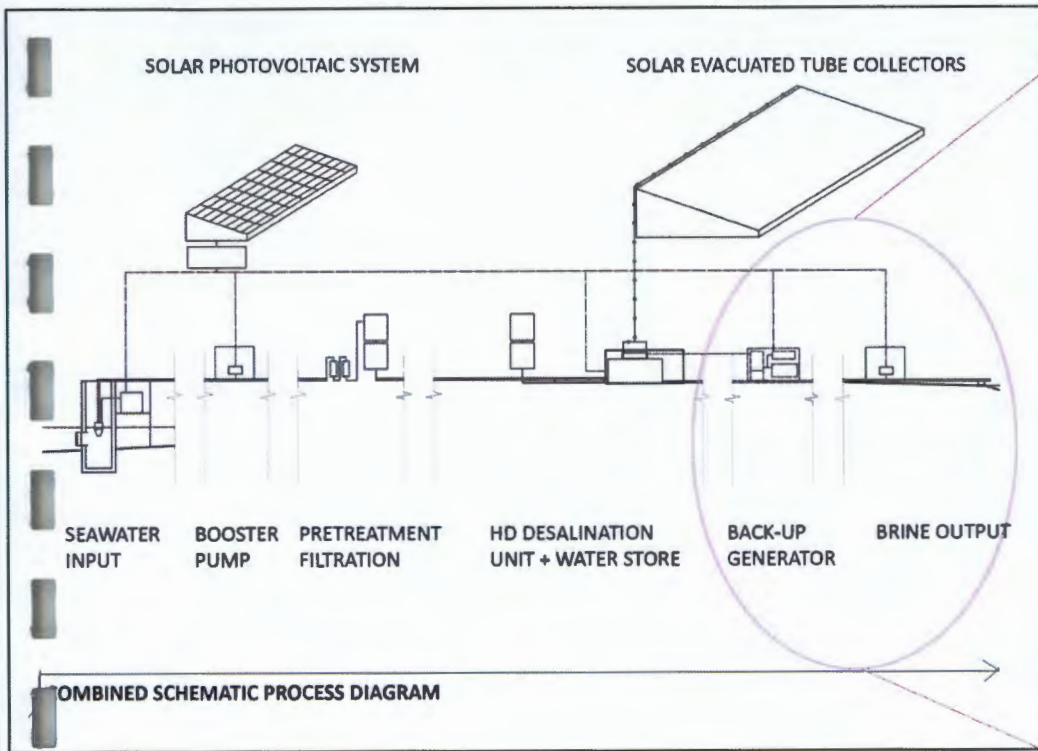 SOLAR PHOTOVOLTAIC SYSTEM
SOLAR EVACUATED TUBE COLLECTORS
SEAWATER
INPUT
BOOSTER
PUMP
PRETREATMENT
FILTRATION
HD DESALINATION
UNIT + WATER STORE
BACK-UP
GENERATOR
BRINE OUTPUT
OMBINED SCHEMATIC PROCESS DIAGRAM